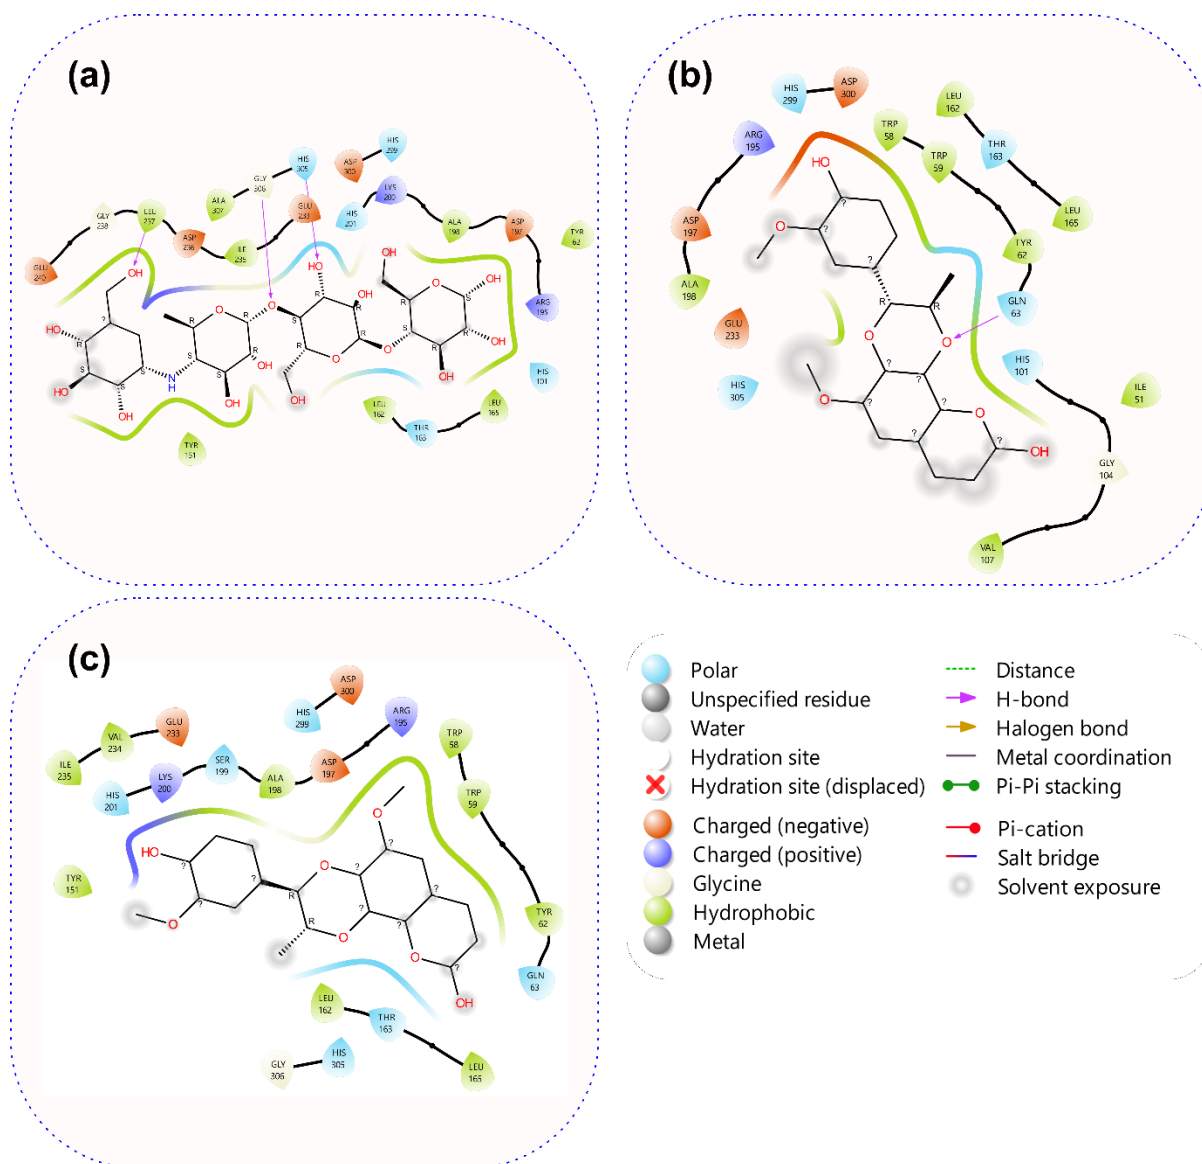 (a)
HIS
299
ASP
300
HIS
305
GLY
306
ALA
307
LYS
200
GLU
233
HIS
201
LEU
237
GLY
238
ASP
236
ILE
235
ALA
198
ASP
197
TYR
62
GLU
240
ARG
195
HIS
101
LEU
162
THR
163
LEU
165
TYR
151
OH
OH
OH
OH
OH
OH
OH
OH
OH
OH
HO
HO
HO
O
O
O
O
O
N
H
R
S
?
(b)
HIS
299
ASP
300
LEU
162
ARG
195
TRP
58
THR
163
TRP
59
LEU
165
ASP
197
TYR
62
ALA
198
GLN
63
GLU
233
HIS
305
HIS
101
ILE
51
GLY
104
VAL
107
HO
O
O
O
O
O
OH
R
R
?
?
?
?
?
?
?
?
?
(c)
ASP
300
HIS
299
ARG
195
GLU
233
VAL
234
ILE
235
TRP
58
SER
199
LYS
200
HIS
201
ALA
198
ASP
197
TRP
59
TYR
151
TYR
62
GLN
63
LEU
162
THR
163
HIS
305
GLY
306
LEU
165
HO
O
O
O
O
O
OH
R
R
?
?
?
?
?
?
?
?
?
Polar
Unspecified residue
Water
Hydration site
Hydration site (displaced)
Charged (negative)
Charged (positive)
Glycine
Hydrophobic
Metal
Distance
H-bond
Halogen bond
Metal coordination
Pi-Pi stacking
Pi-cation
Salt bridge
Solvent exposure